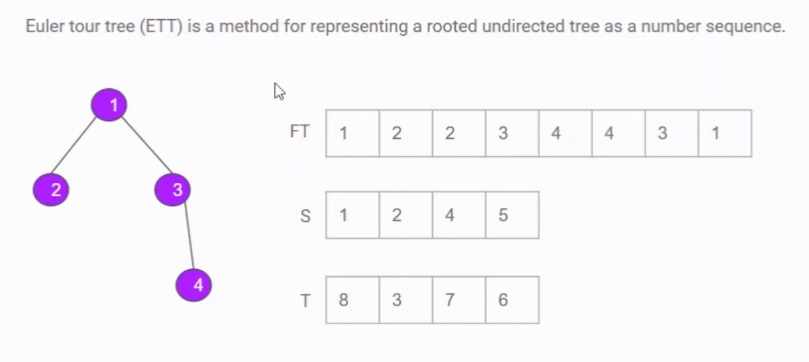 Euler tour tree (ETT) is a method for representing a rooted undirected tree as a number sequence.
1
2 3
4
FT 1 2 2 3 4 4 3 1
S 1 2 4 5
T 8 3 7 6